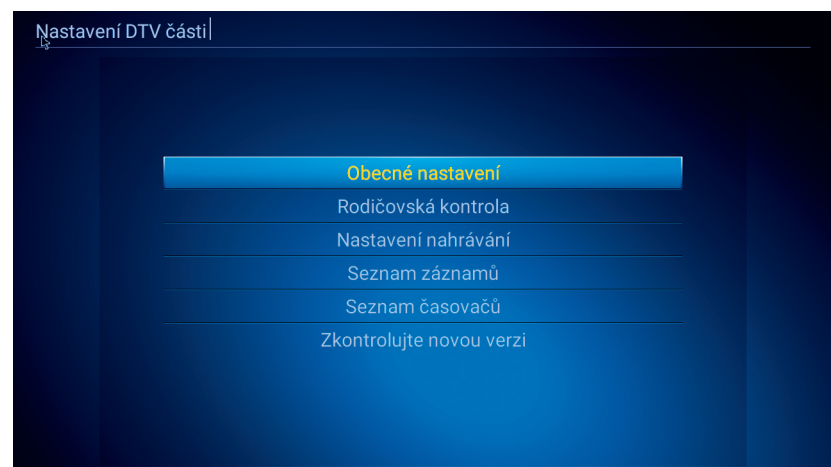 Nastavení DTV části
Obecné nastavení
Rodičovská kontrola
Nastavení nahrávání
Seznam záznamů
Seznam časovačů
Zkontrolujte novou verzi